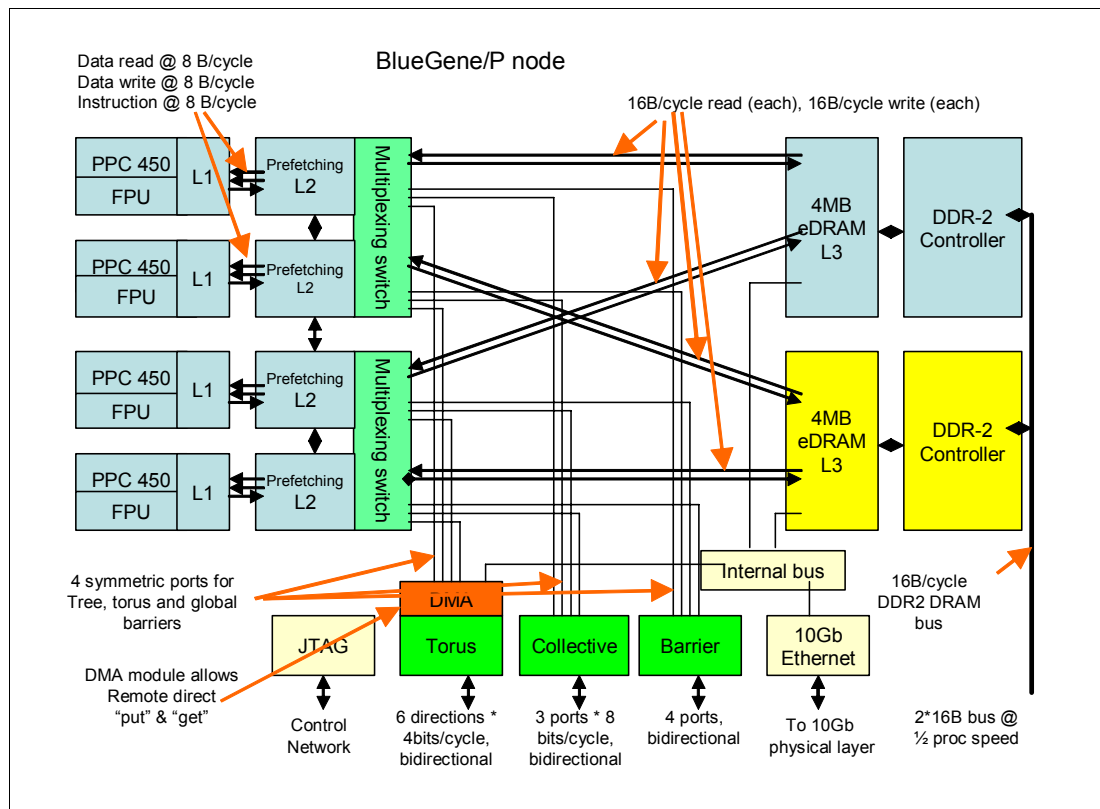 BlueGene/P node
Data read @ 8 B/cycle
Data write @ 8 B/cycle
Instruction @ 8 B/cycle
16B/cycle read (each), 16B/cycle write (each)
PPC 450
FPU
L1
Prefetching
L2
PPC 450
FPU
L1
Prefetching
L2
Multiplexing switch
PPC 450
FPU
L1
Prefetching
L2
PPC 450
FPU
L1
Prefetching
L2
Multiplexing switch
4MB
eDRAM
L3
DDR-2
Controller
4MB
eDRAM
L3
DDR-2
Controller
4 symmetric ports for
Tree, torus and global
barriers
DMA module allows
Remote direct
“put” & “get”
Internal bus
16B/cycle
DDR2 DRAM
bus
DMA
JTAG
Torus
Collective
Barrier
10Gb
Ethernet
Control
Network
6 directions *
4bits/cycle,
bidirectional
3 ports * 8
bits/cycle,
bidirectional
4 ports,
bidirectional
To 10Gb
physical layer
2*16B bus @
½ proc speed